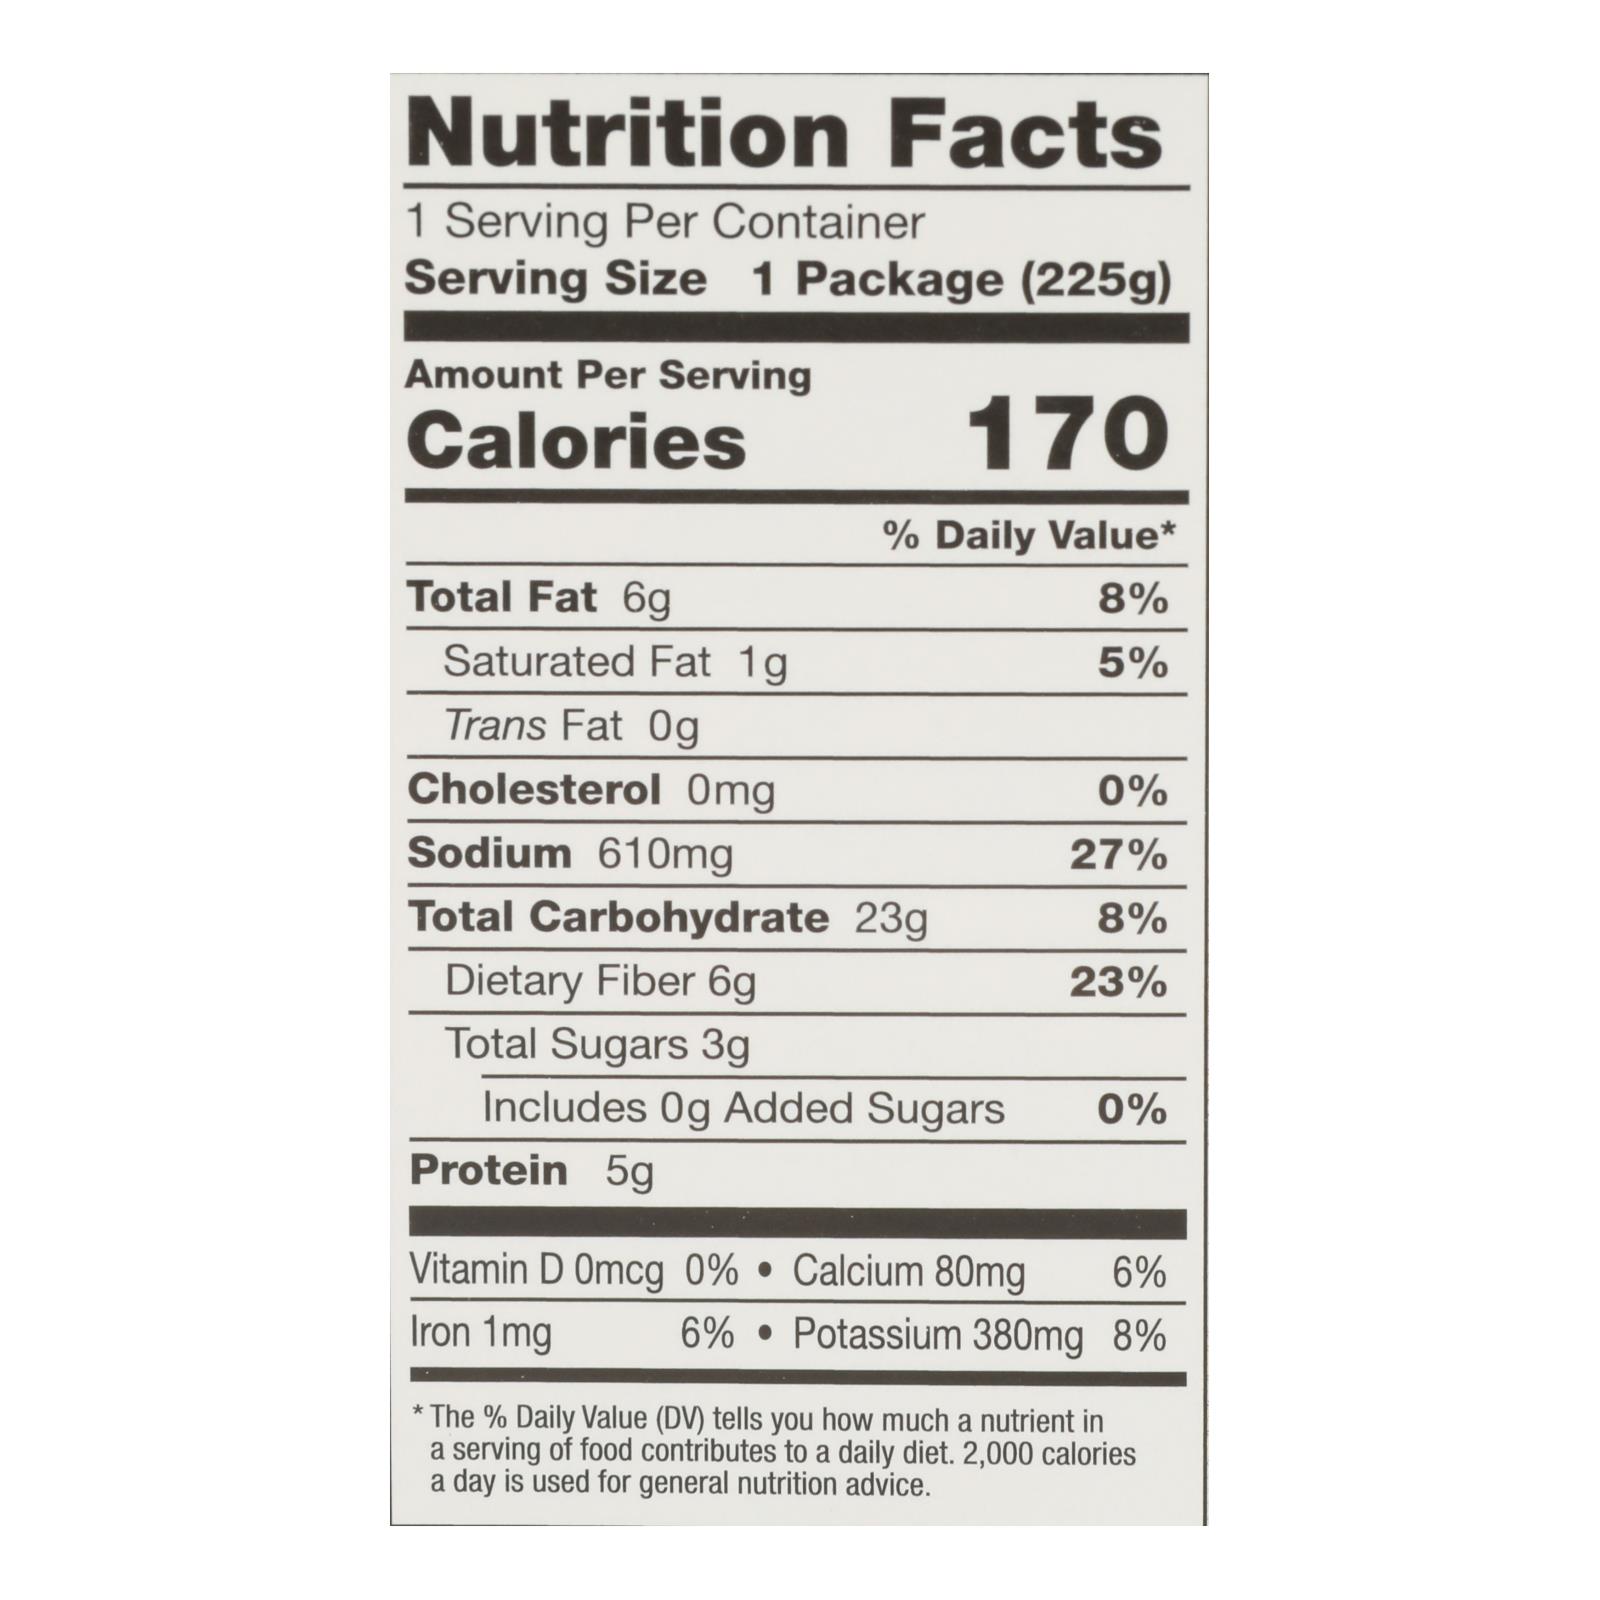 Nutrition Facts
1 Serving Per Container
Serving Size 1 Package (225g)
Amount Per Serving
Calories 170
% Daily Value*
Total Fat 6g 8%
Saturated Fat 1g 5%
Trans Fat 0g
Cholesterol 0mg 0%
Sodium 610mg 27%
Total Carbohydrate 23g 8%
Dietary Fiber 6g 23%
Total Sugars 3g
Includes 0g Added Sugars 0%
Protein 5g
Vitamin D 0mcg 0% • Calcium 80mg 6%
Iron 1mg 6% • Potassium 380mg 8%
* The % Daily Value (DV) tells you how much a nutrient in
a serving of food contributes to a daily diet. 2,000 calories
a day is used for general nutrition advice.